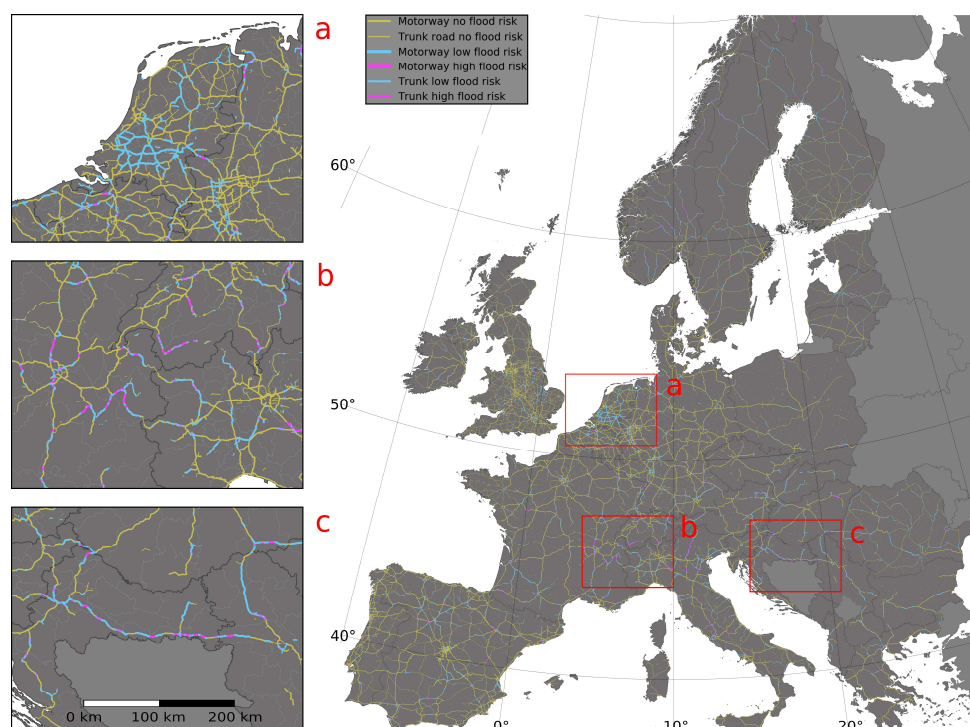 a
Motorway no flood risk
Trunk road no flood risk
Motorway low flood risk
Motorway high flood risk
Trunk low flood risk
Trunk high flood risk
60°
b
a
50°
c
b
c
40°
0 km 100 km 200 km
0° 10° 20°